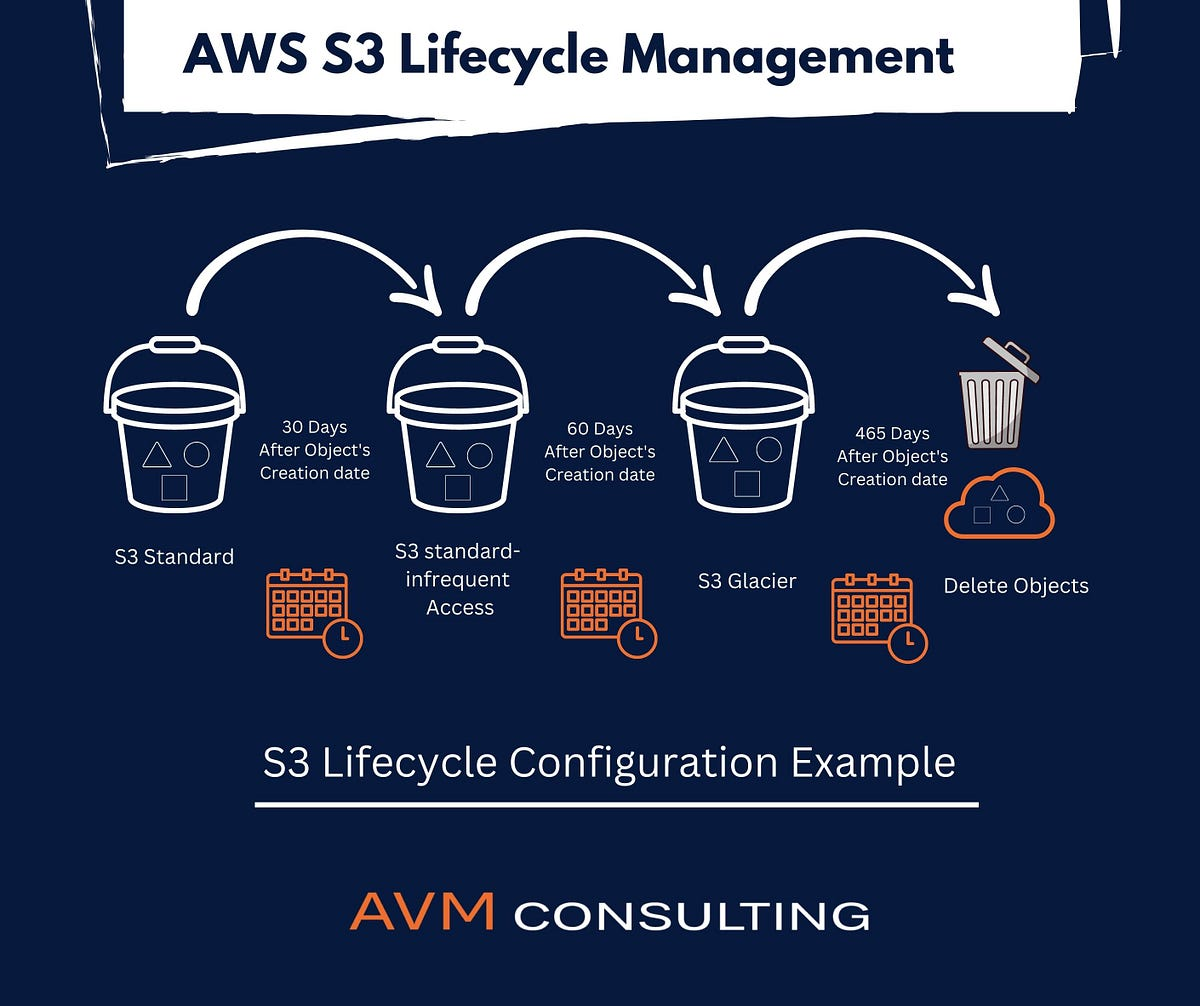 AWS S3 Lifecycle Management
30 Days
After Object's
Creation date
60 Days
After Object's
Creation date
465 Days
After Object's
Creation date
S3 Standard
S3 standard-
infrequent
Access
S3 Glacier
Delete Objects
S3 Lifecycle Configuration Example
AVM CONSULTING